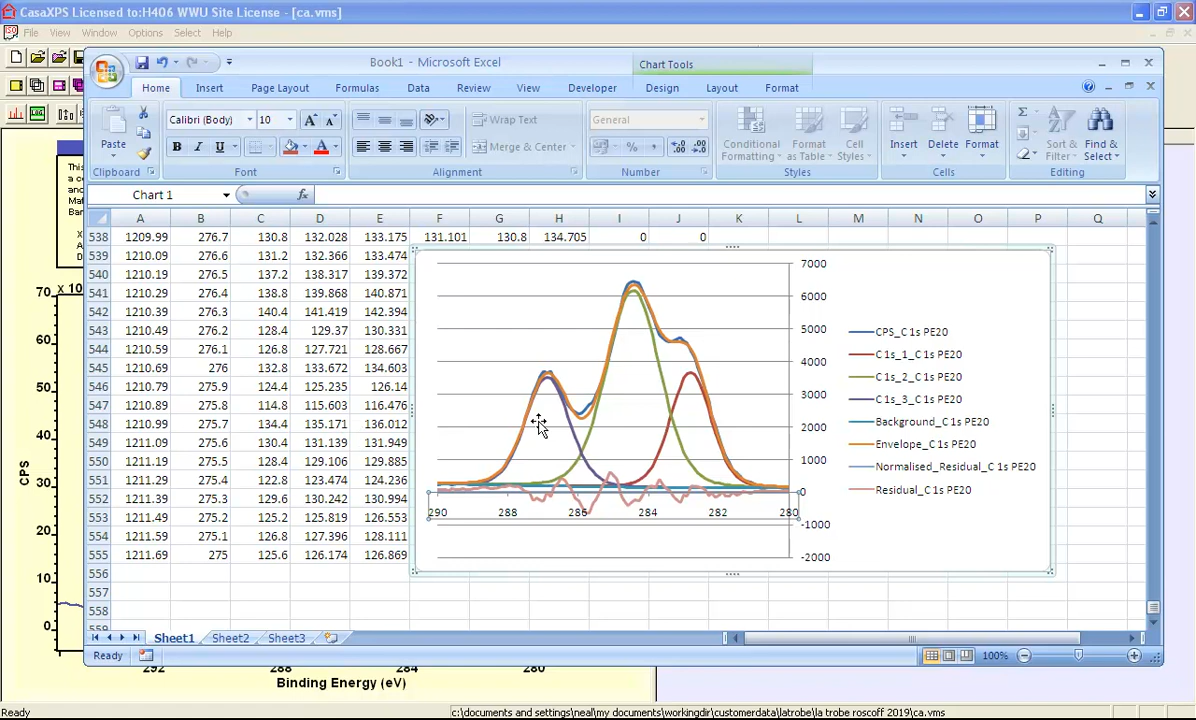 CasaXPS Licensed to:H406 WWU Site License - [ca.vms]
File View Window Options Select Help
Book1 - Microsoft Excel
Chart Tools
Home Insert Page Layout Formulas Data Review View Developer Design Layout Format
Calibri (Body) 10
Wrap Text
General
Paste
B I U
Merge & Center
Conditional Formatting
Format as Table
Cell Styles
Insert
Delete
Format
Sort & Filter
Find & Select
Clipboard Font Alignment Number Styles Cells Editing
Chart 1
fx
A B C D E F G H I J K L M N O P Q
538 1209.99 276.7 130.8 132.028 133.175 131.101 130.8 134.705 0 0
539 1210.09 276.6 131.2 132.366 133.474
540 1210.19 276.5 137.2 138.317 139.372
541 1210.29 276.4 138.8 139.868 140.871
542 1210.39 276.3 140.4 141.419 142.394
543 1210.49 276.2 128.4 129.37 130.331
544 1210.59 276.1 126.8 127.721 128.667
545 1210.69 276 132.8 133.672 134.603
546 1210.79 275.9 124.4 125.235 126.14
547 1210.89 275.8 114.8 115.603 116.476
548 1210.99 275.7 134.4 135.171 136.012
549 1211.09 275.6 130.4 131.139 131.949
550 1211.19 275.5 128.4 129.106 129.885
551 1211.29 275.4 122.8 123.474 124.236
552 1211.39 275.3 129.6 130.242 130.994
553 1211.49 275.2 125.2 125.819 126.553
554 1211.59 275.1 126.8 127.396 128.111
555 1211.69 275 125.6 126.174 126.869
556
557
558
7000
6000
5000
4000
3000
2000
1000
0
-1000
-2000
290 288 286 284 282 280
CPS_C1s PE20
C1s_1_C1s PE20
C1s_2_C1s PE20
C1s_3_C1s PE20
Background_C1s PE20
Envelope_C1s PE20
Normalised_Residual_C1s PE20
Residual_C1s PE20
Sheet1 Sheet2 Sheet3
Ready
100%
This
a co
and
Mat
Bar
X
A
D
x 10
70
60
50
40
30
20
10
0
CPS
292 288 284 280
Binding Energy (eV)
Ready
c:\documents and settings\neal\my documents\workingdir\customerdata\latrobe\la trobe roscoff 2019\ca.vms